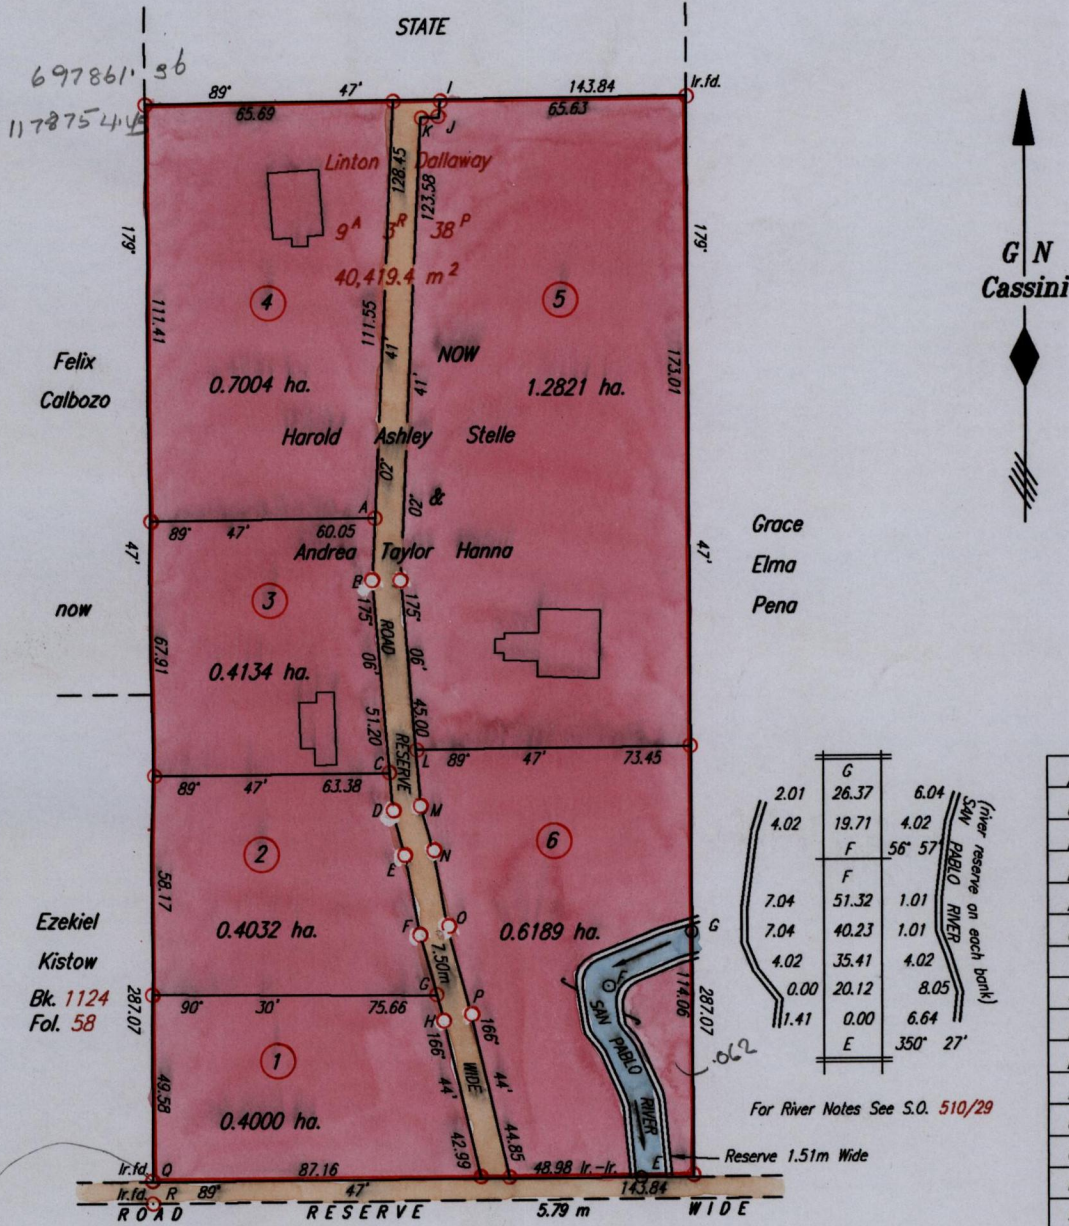 STATE
697861.96
89° 47' 143.84
I Ir.fd.
65.69 65.63
K J
Linton Dallaway
128.45
123.58
9ᴬ 3ᴿ 38ᴾ
40,419.4 m²
179'
179'
G N
Cassini
4
5
111.41
111.55
41'
41'
NOW
173.01
Felix
Calbozo
0.7004 ha.
1.2821 ha.
Harold Ashley Stelle
.20'
.20'
&
A
89° 47' 60.05
Andrea Taylor Hanna
47'
47'
Grace
Elma
Pena
B
now
3
175°
175°
ROAD
06'
06'
67.91
0.4134 ha.
51.20
45.00
RESERVE
L
89° 47' 73.45
C
89° 47' 63.38
D
M
2
E
N
6
58.17
Ezekiel
Kistow
Bk. 1124
Fol. 58
0.4032 ha.
F
O
0.6189 ha.
7.50m
G
G
90° 30' 75.66
287.07
114.06
287.07
F
H
P
166°
166°
1
44'
44'
SAN PABLO RIVER
.062
49.58
WIDE
0.4000 ha.
42.99
44.85
E
Reserve 1.51m Wide
Ir.fd. Q 87.16 48.98 Ir.-Ir.
Ir.fd. R 89° 47' 143.84
ROAD RESERVE 5.79 m WIDE
G
2.01 26.37 6.04
4.02 19.71 4.02
F 56° 57'
F
7.04 51.32 1.01
7.04 40.23 1.01
4.02 35.41 4.02
0.00 20.12 8.05
1.41 0.00 6.64
E 350° 27'
SAN PABLO RIVER
(river reserve on each bank)
For River Notes See S.O. 510/29